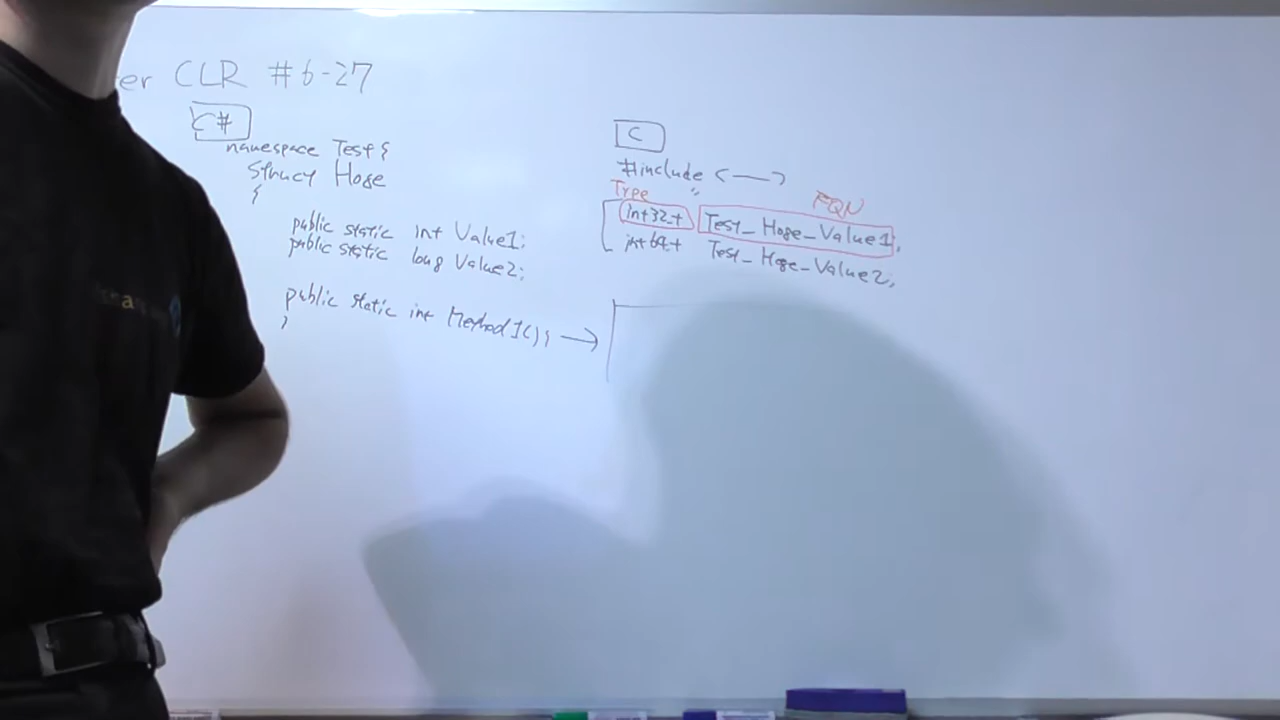 er CLR #6-27
C#
namespace Test {
struct Hoge
{
public static int Value1;
public static long Value2;
public static int Method1();
}
C
#include < — >
Type
FQN
int32_t Test_Hoge_Value1;
int64_t Test_Hoge_Value2;